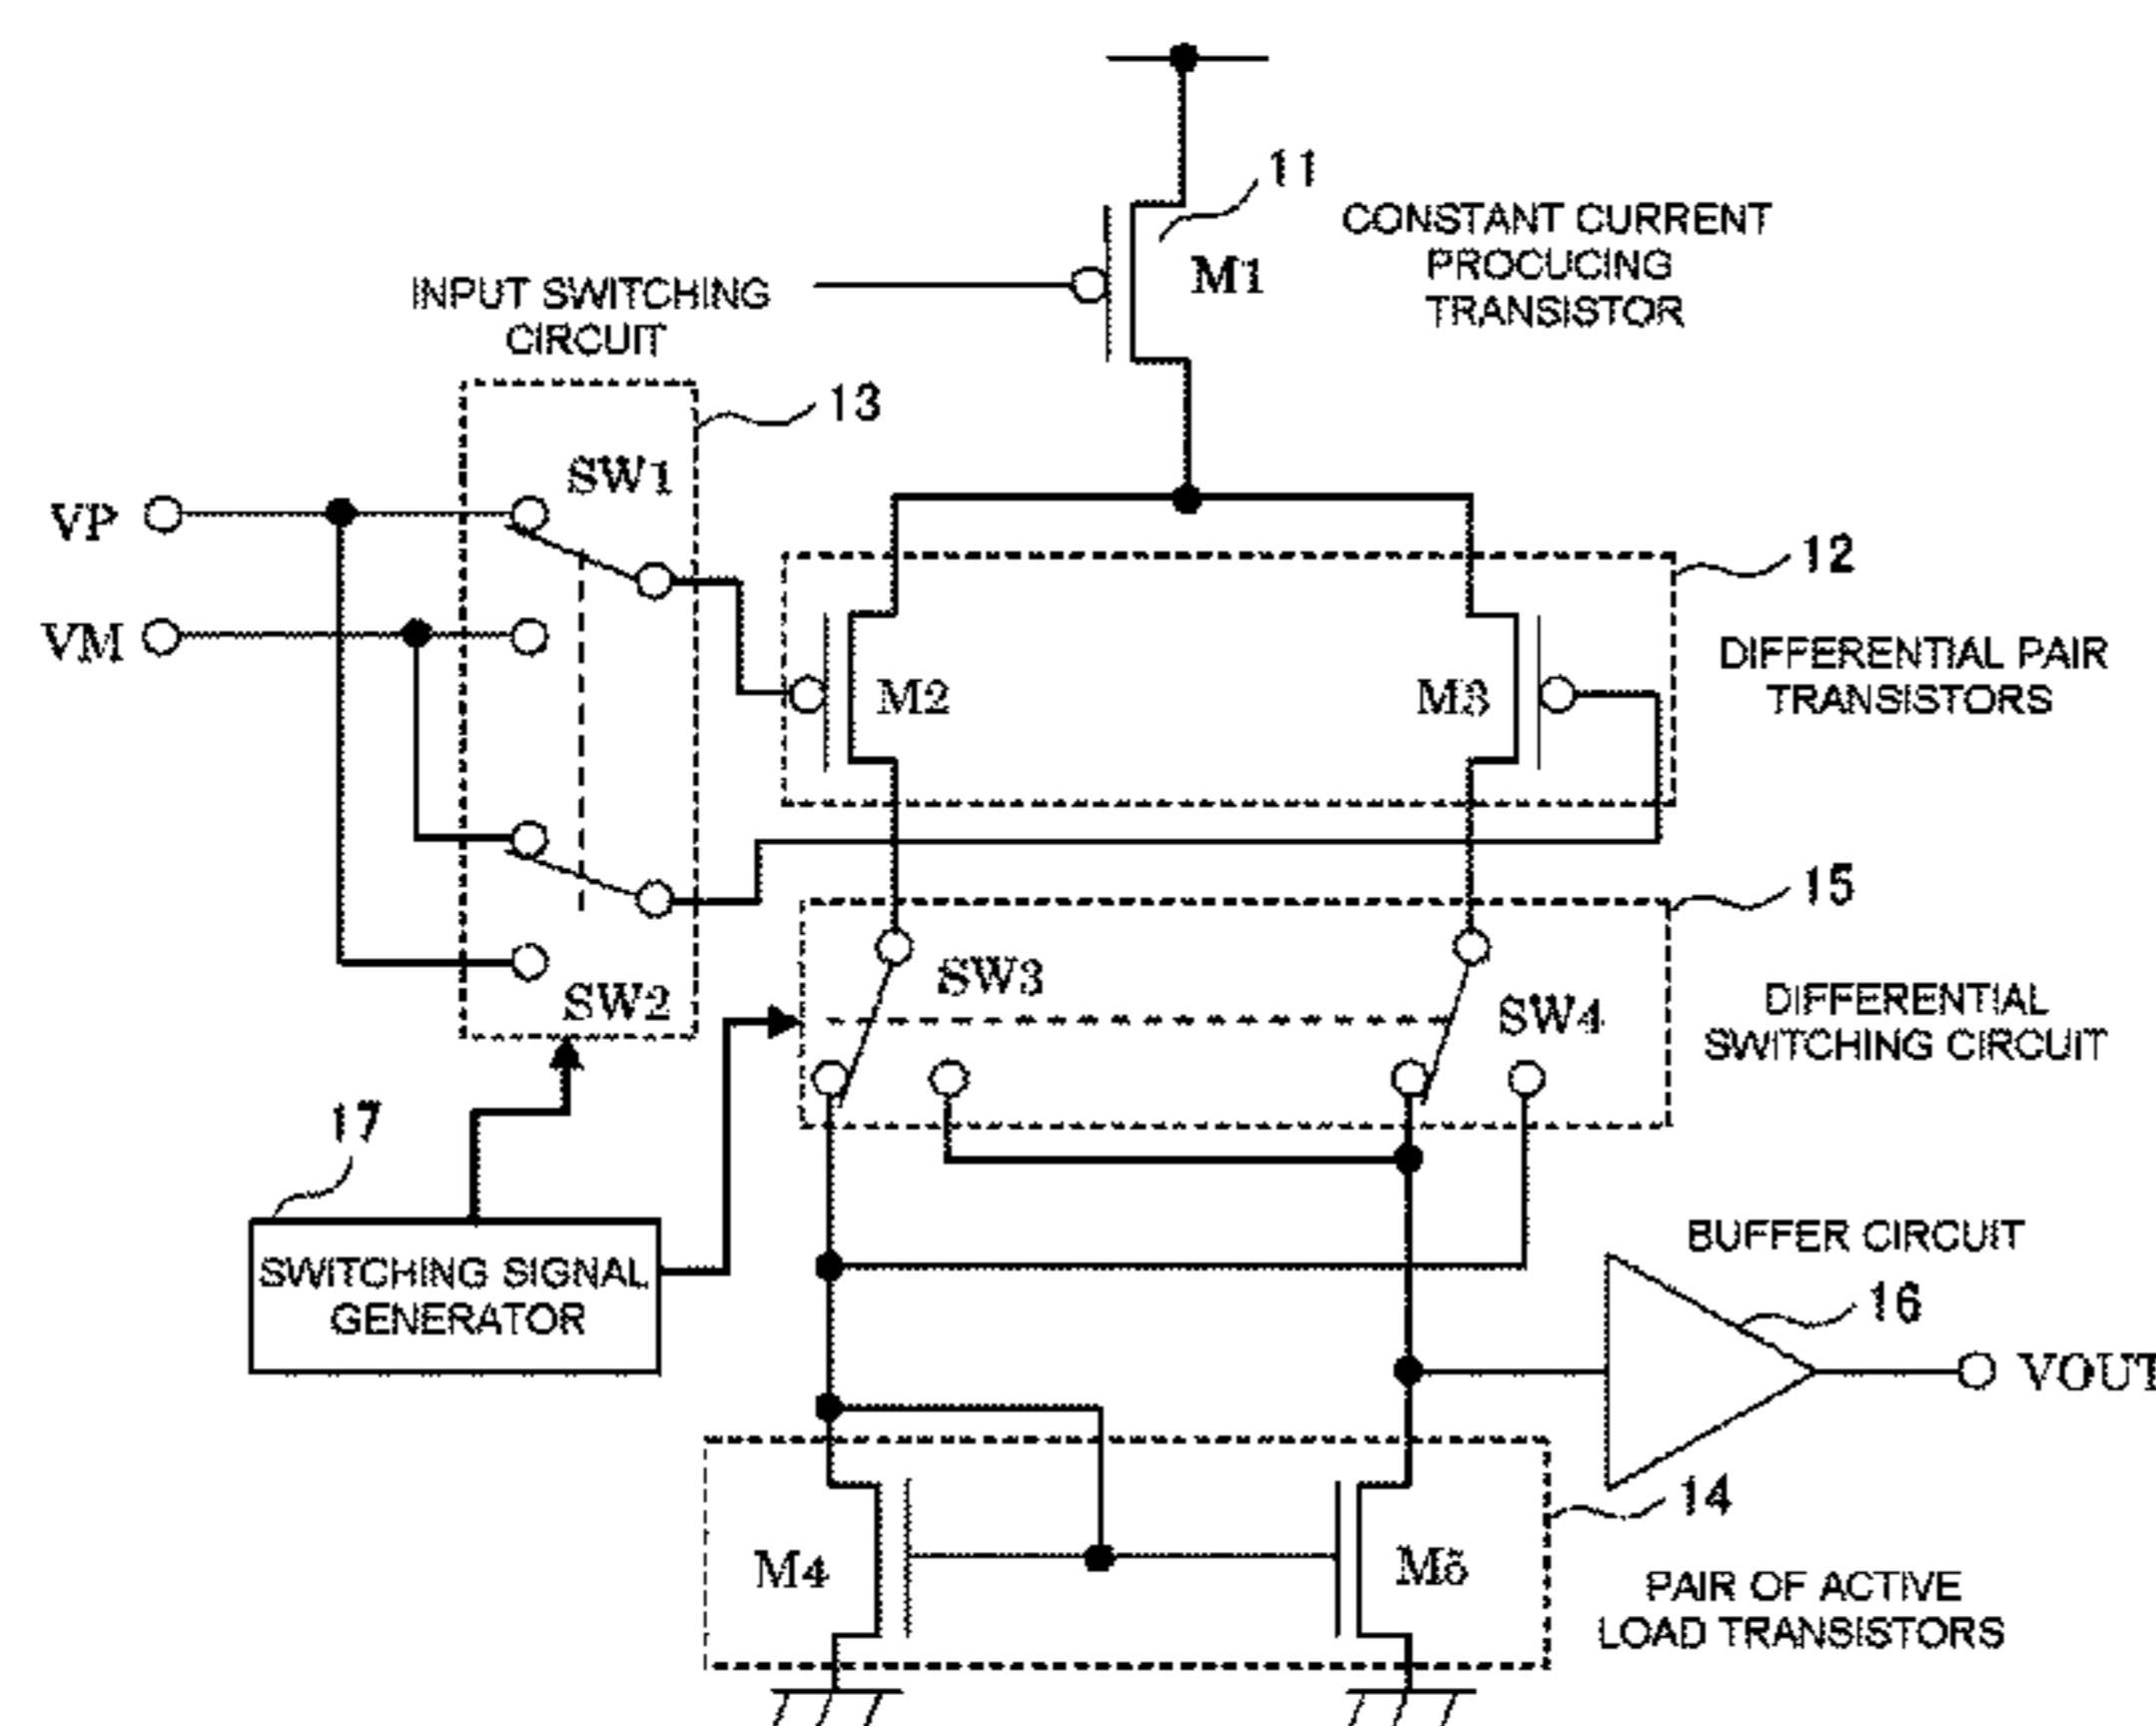 11
CONSTANT CURRENT
PROCUCING
TRANSISTOR
M1
INPUT SWITCHING
CIRCUIT
13
SW1
VP
VM
12
M2
M3
DIFFERENTIAL PAIR
TRANSISTORS
15
SW2
SW3
SW4
DIFFERENTIAL
SWITCHING CIRCUIT
17
SWITCHING SIGNAL
GENERATOR
BUFFER CIRCUIT
16
VOUT
14
M4
M5
PAIR OF ACTIVE
LOAD TRANSISTORS